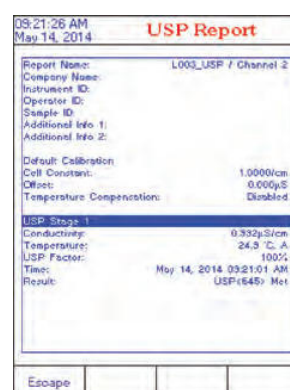 09:21:26 AM
May 14, 2014
USP Report
Report Name: L003_USP / Channel 2
Company Name:
Instrument ID:
Operator ID:
Sample ID:
Additional Info 1:
Additional Info 2:
Default Calibration
Cell Constant: 1.0000/cm
Offset: 0.000µS
Temperature Compensation: Disabled
USP Stage 1
Conductivity: 0.932µS/cm
Temperature: 24.9 °C, A
USP Factor: 100%
Time: May 14, 2014 09:21:01 AM
Result: USP<645> Met
Escape